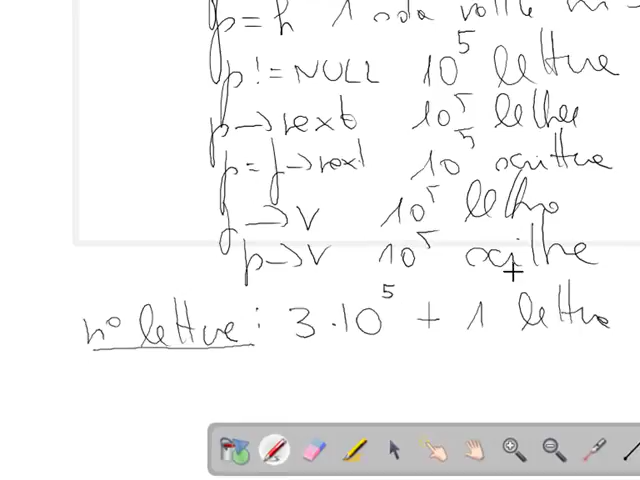 p=h 1 sola volta in
p != NULL 10^5 letture
p->next 10^5 letture
p = p->next 10^5 scritture
p->v 10^5 letture
p->v 10^5 scritture
n° letture: 3·10^5 + 1 letture